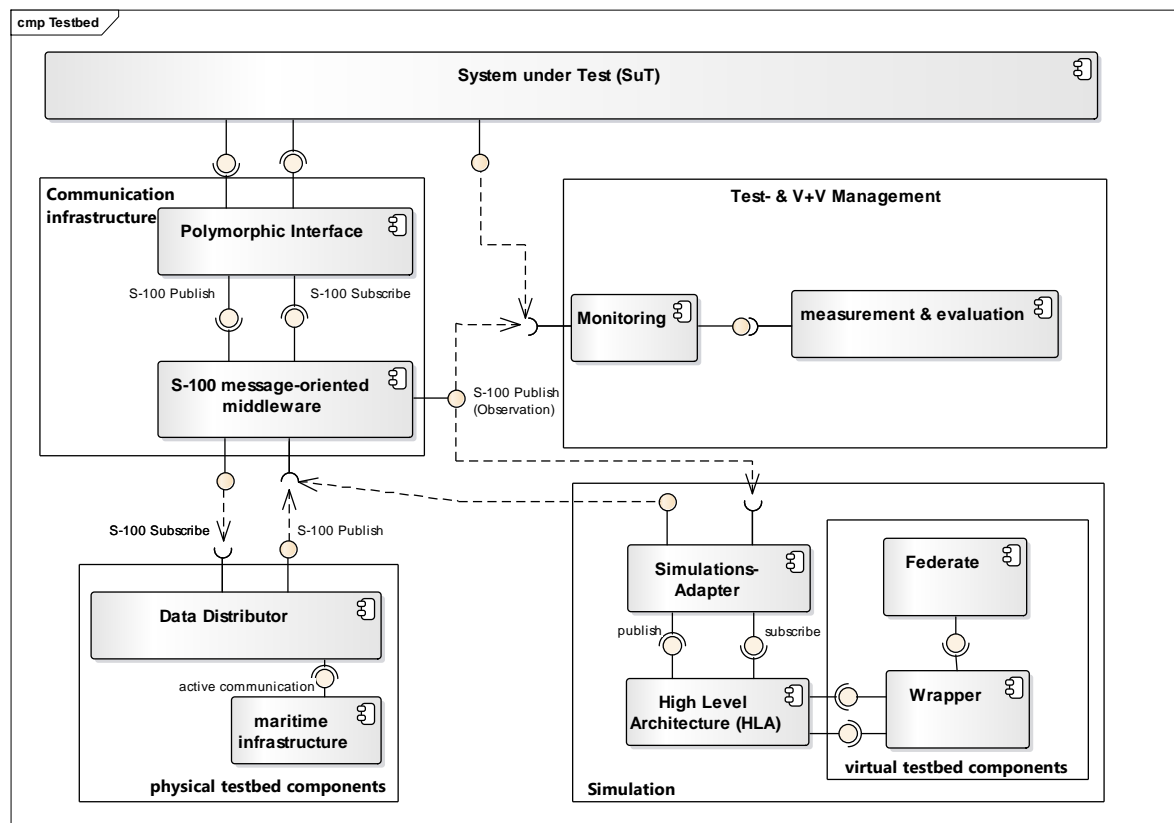 cmp Testbed
System under Test (SuT)
Communication
infrastructure
Polymorphic Interface
S-100 Publish
S-100 Subscribe
S-100 message-oriented
middleware
Test- & V+V Management
Monitoring
measurement & evaluation
S-100 Publish
(Observation)
S-100 Subscribe
S-100 Publish
Data Distributor
active communication
maritime
infrastructure
physical testbed components
Simulations-
Adapter
publish
subscribe
High Level
Architecture (HLA)
Federate
Wrapper
virtual testbed components
Simulation